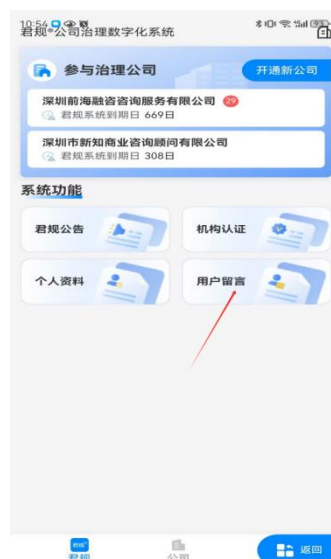 10:54
君规®公司治理数字化系统
参与治理公司
开通新公司
深圳前海融咨咨询服务有限公司 29
君规系统到期日 669日
深圳市新知商业咨询顾问有限公司
君规系统到期日 308日
系统功能
君规公告
机构认证
个人资料
用户留言
君规
公司
返回